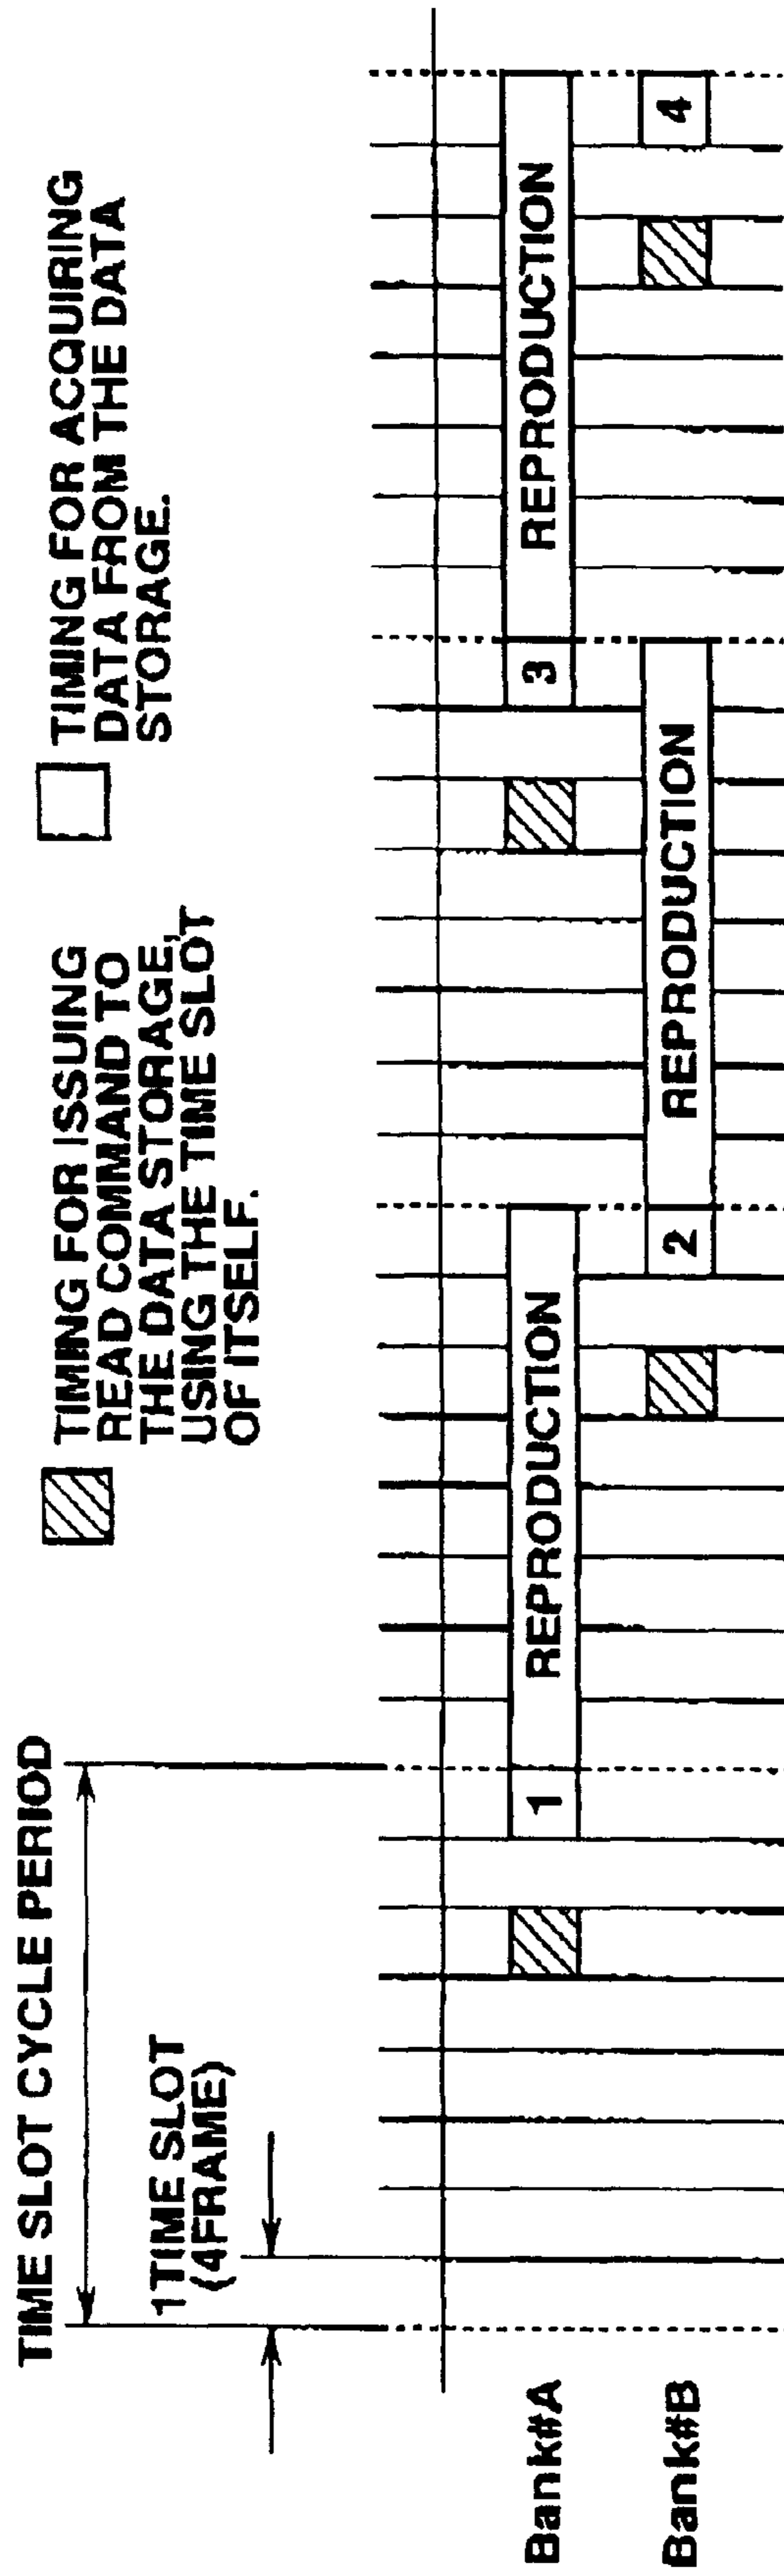 TIME SLOT CYCLE PERIOD
1TIME SLOT
(4FRAME)
TIMING FOR ISSUING
READ COMMAND TO
THE DATA STORAGE,
USING THE TIME SLOT
OF ITSELF.
TIMING FOR ACQUIRING
DATA FROM THE DATA
STORAGE.
Bank#A
1
REPRODUCTION
3
REPRODUCTION
Bank#B
2
REPRODUCTION
4